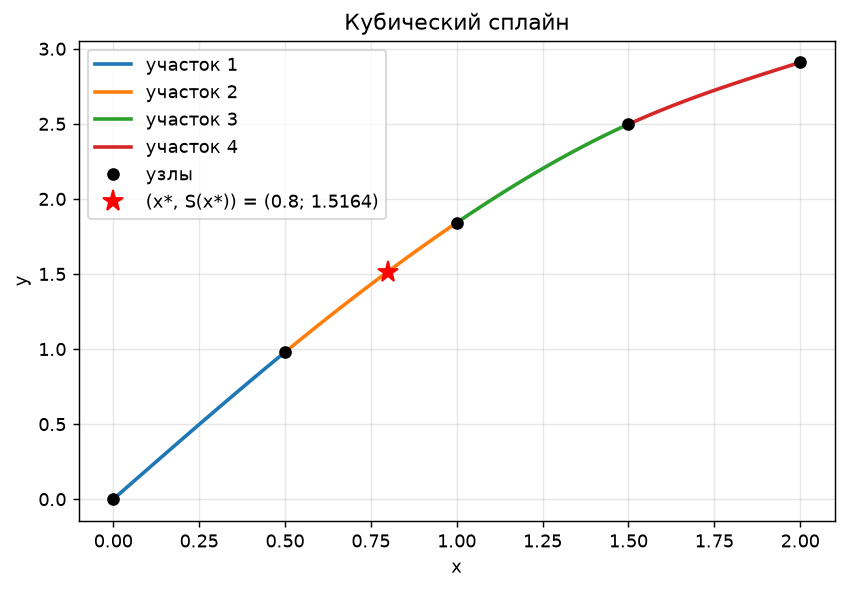 Кубический сплайн
участок 1
участок 2
участок 3
участок 4
узлы
(x*, S(x*)) = (0.8; 1.5164)
y
3.0
2.5
2.0
1.5
1.0
0.5
0.0
0.00 0.25 0.50 0.75 1.00 1.25 1.50 1.75 2.00
x